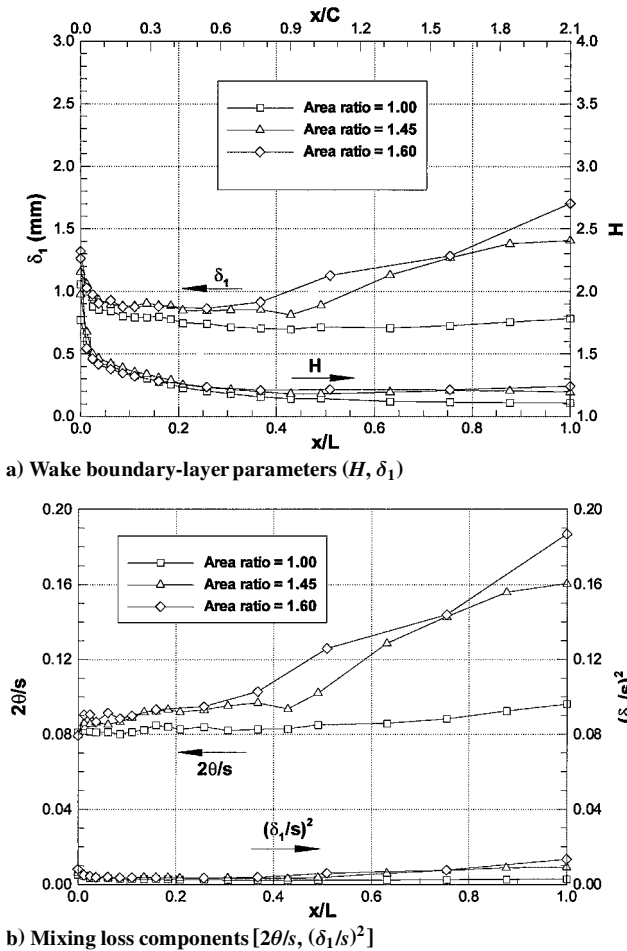 x/C
0.0 0.3 0.6 0.9 1.2 1.5 1.8 2.1
3.0 4.0
2.5 3.5
2.0 3.0
1.5 2.5
1.0 2.0
0.5 1.5
0.0 1.0
δ₁ (mm)
H
Area ratio = 1.00
Area ratio = 1.45
Area ratio = 1.60
δ₁
H
0.0 0.2 0.4 0.6 0.8 1.0
x/L
a) Wake boundary-layer parameters (H, δ₁)
0.20 0.20
0.16 0.16
0.12 0.12
0.08 0.08
0.04 0.04
0.00 0.00
2θ/s
(δ₁/s)²
Area ratio = 1.00
Area ratio = 1.45
Area ratio = 1.60
2θ/s
(δ₁/s)²
0.0 0.2 0.4 0.6 0.8 1.0
x/L
b) Mixing loss components [2θ/s, (δ₁/s)²]